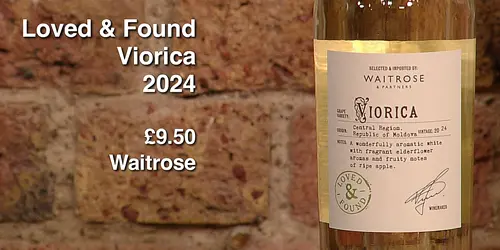 Loved & Found
Viorica
2024
£9.50
Waitrose
SELECTED & IMPORTED BY:
WAITROSE
& PARTNERS
GRAPE VARIETY: VIORICA
ORIGIN. Central Region, VINTAGE. 20 24
Republic of Moldova
NOTES. A wonderfully aromatic white
with fragrant elderflower
aromas and fruity notes
of ripe apple.
LOVED & FOUND
WINEMAKER